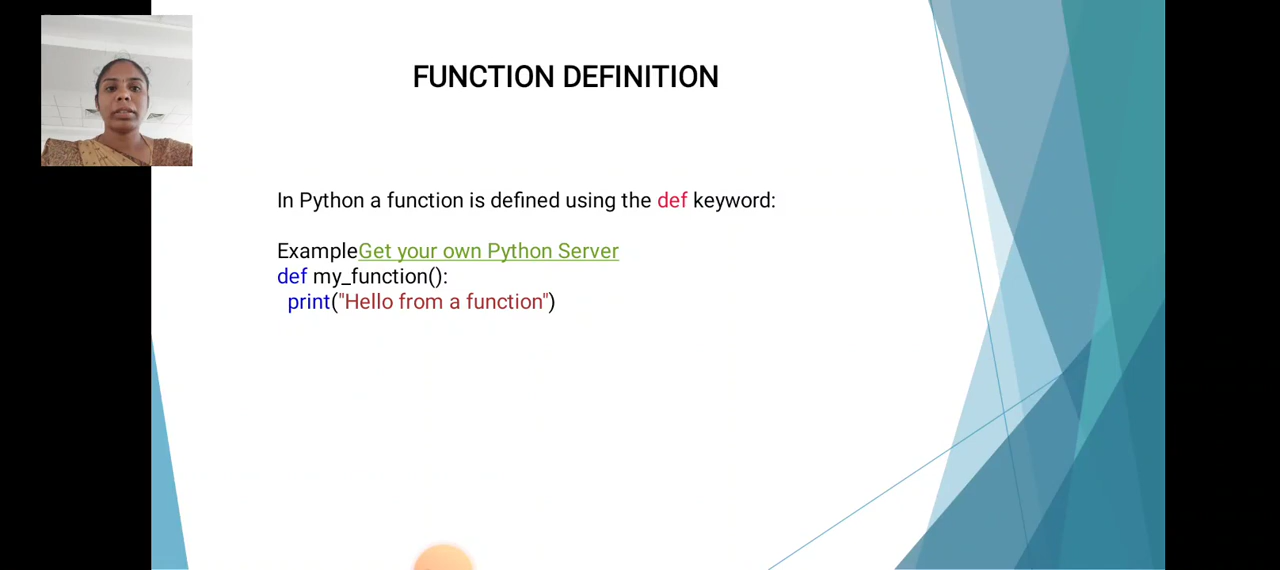 FUNCTION DEFINITION
In Python a function is defined using the def keyword:
ExampleGet your own Python Server
def my_function():
print("Hello from a function")